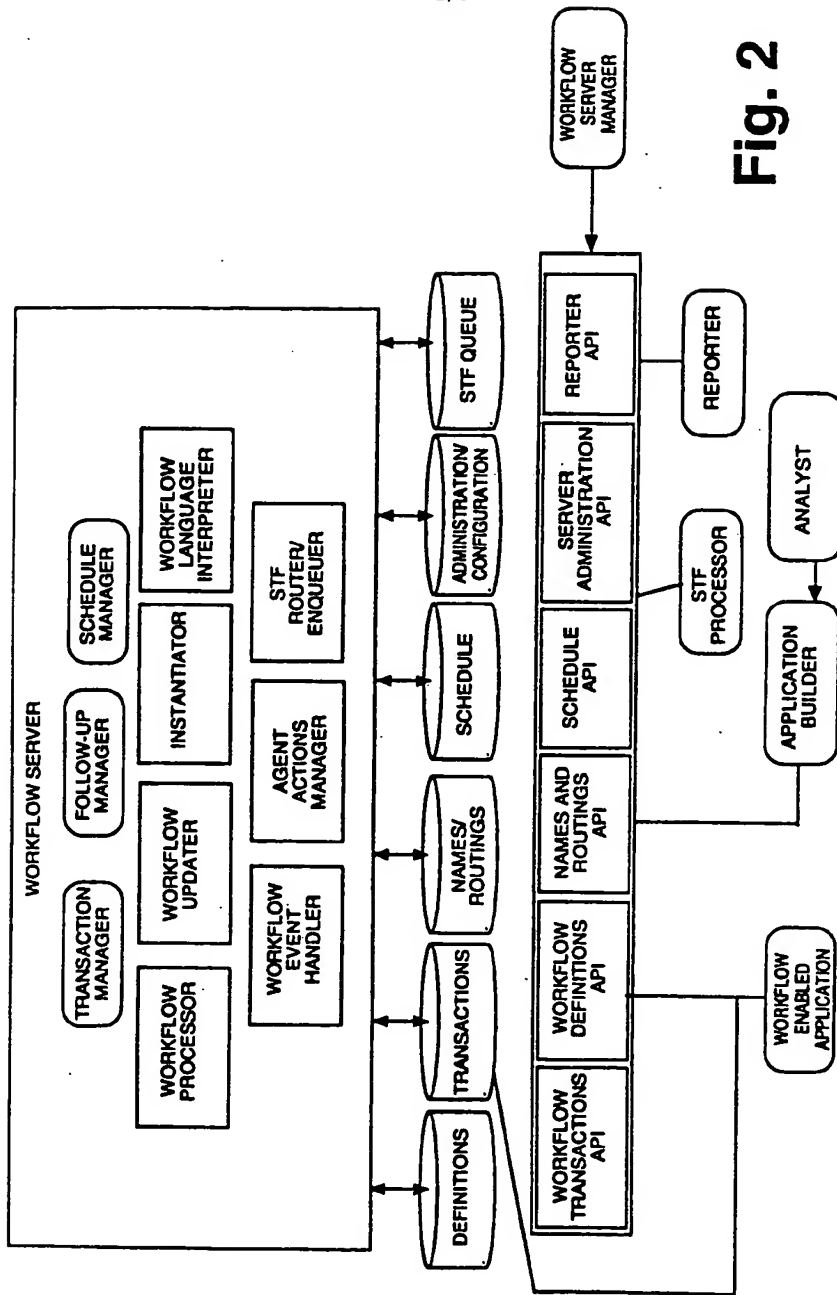 WORKFLOW SERVER
TRANSACTION
MANAGER
FOLLOW-UP
MANAGER
SCHEDULE
MANAGER
WORKFLOW
PROCESSOR
WORKFLOW
UPDATER
INSTANTIATOR
WORKFLOW
LANGUAGE
INTERPRETER
WORKFLOW
EVENT
HANDLER
AGENT
ACTIONS
MANAGER
STF
ROUTER/
ENQUEUER
DEFINITIONS
TRANSACTIONS
NAMES/
ROUTINGS
SCHEDULE
ADMINISTRATION/
CONFIGURATION
STF QUEUE
WORKFLOW
TRANSACTIONS
API
WORKFLOW
DEFINITIONS
API
NAMES AND
ROUTINGS
API
SCHEDULE
API
SERVER
ADMINISTRATION
API
REPORTER
API
WORKFLOW
SERVER
MANAGER
WORKFLOW
ENABLED
APPLICATION
APPLICATION
BUILDER
STF
PROCESSOR
ANALYST
REPORTER
Fig. 2